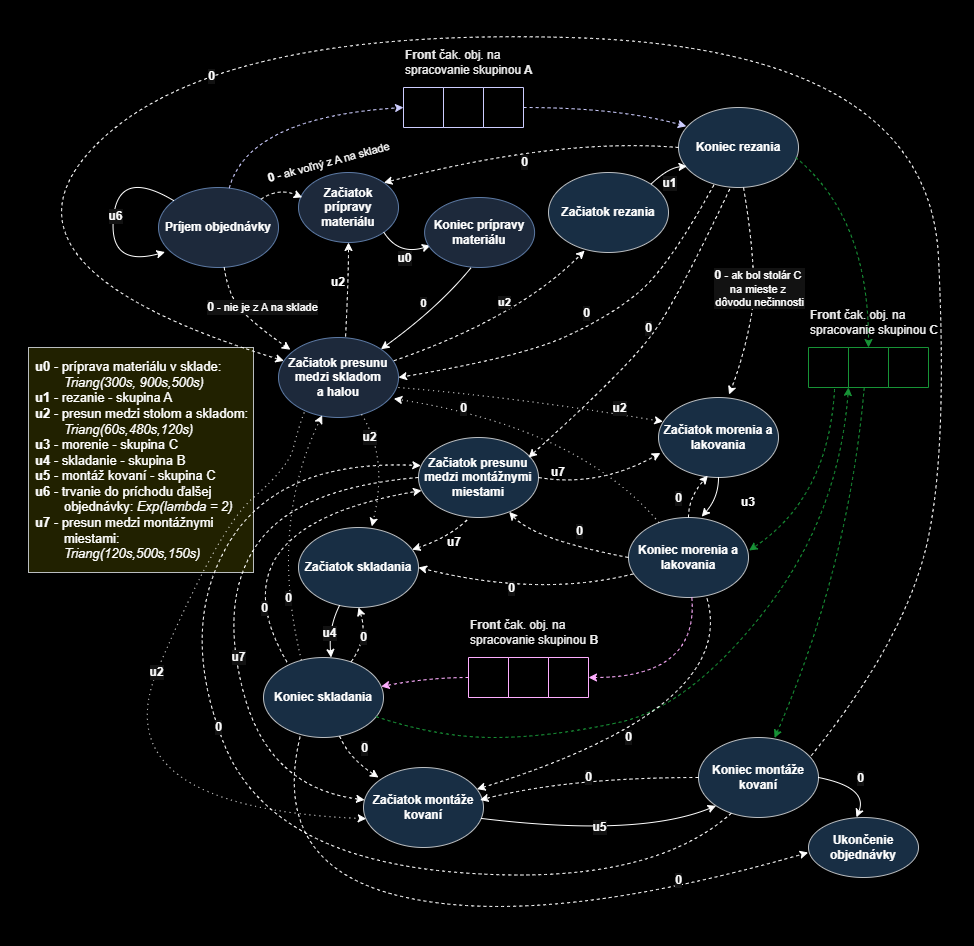 0
Front čak. obj. na
spracovanie skupinou A
0 - ak voľný z A na sklade
0
Koniec rezania
u1
Začiatok
prípravy
materiálu
Začiatok rezania
u6
Príjem objednávky
Koniec prípravy
materiálu
u0
u2
0 - ak bol stolár C
na mieste z
dôvodu nečinnosti
0 - nie je z A na sklade
0
u2
0
0
Front čak. obj. na
spracovanie skupinou C
Začiatok presunu
medzi skladom
a halou
u0 - príprava materiálu v sklade:
Triang(300s, 900s,500s)
u1 - rezanie - skupina A
u2 - presun medzi stolom a skladom:
Triang(60s,480s,120s)
u3 - morenie - skupina C
u4 - skladanie - skupina B
u5 - montáž kovaní - skupina C
u6 - trvanie do príchodu ďalšej
objednávky: Exp(lambda = 2)
u7 - presun medzi montážnymi
miestami:
Triang(120s,500s,150s)
0
u2
u2
Začiatok morenia a
lakovania
Začiatok presunu
medzi montážnymi
miestami
u7
0
u3
u7
0
Koniec morenia a
lakovania
Začiatok skladania
0
0
0
u4
0
Front čak. obj. na
spracovanie skupinou B
u7
u2
Koniec skladania
0
0
0
Začiatok montáže
kovaní
0
Koniec montáže
kovaní
0
u5
Ukončenie
objednávky
0